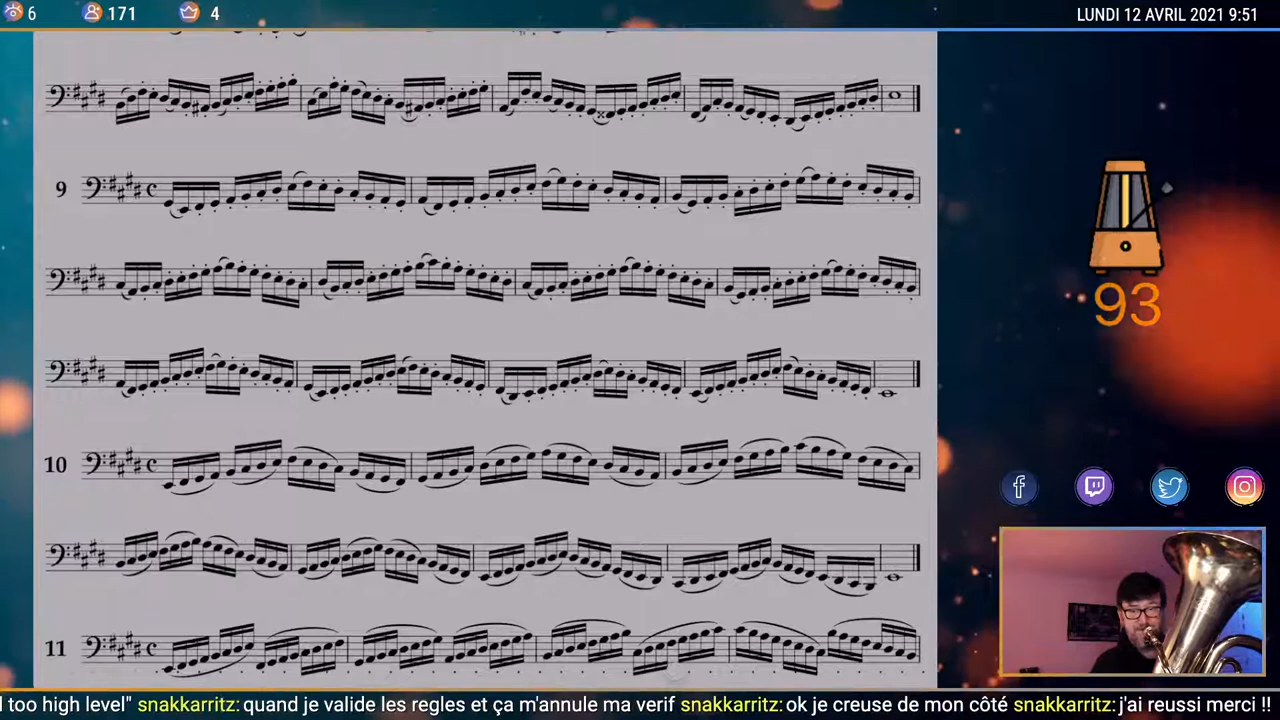 6 171 4 LUNDI 12 AVRIL 2021 9:51
9
93
10
11
too high level" snakkarritz: quand je valide les regles et ça m'annule ma verif snakkarritz: ok je creuse de mon côté snakkarritz: j'ai reussi merci !!